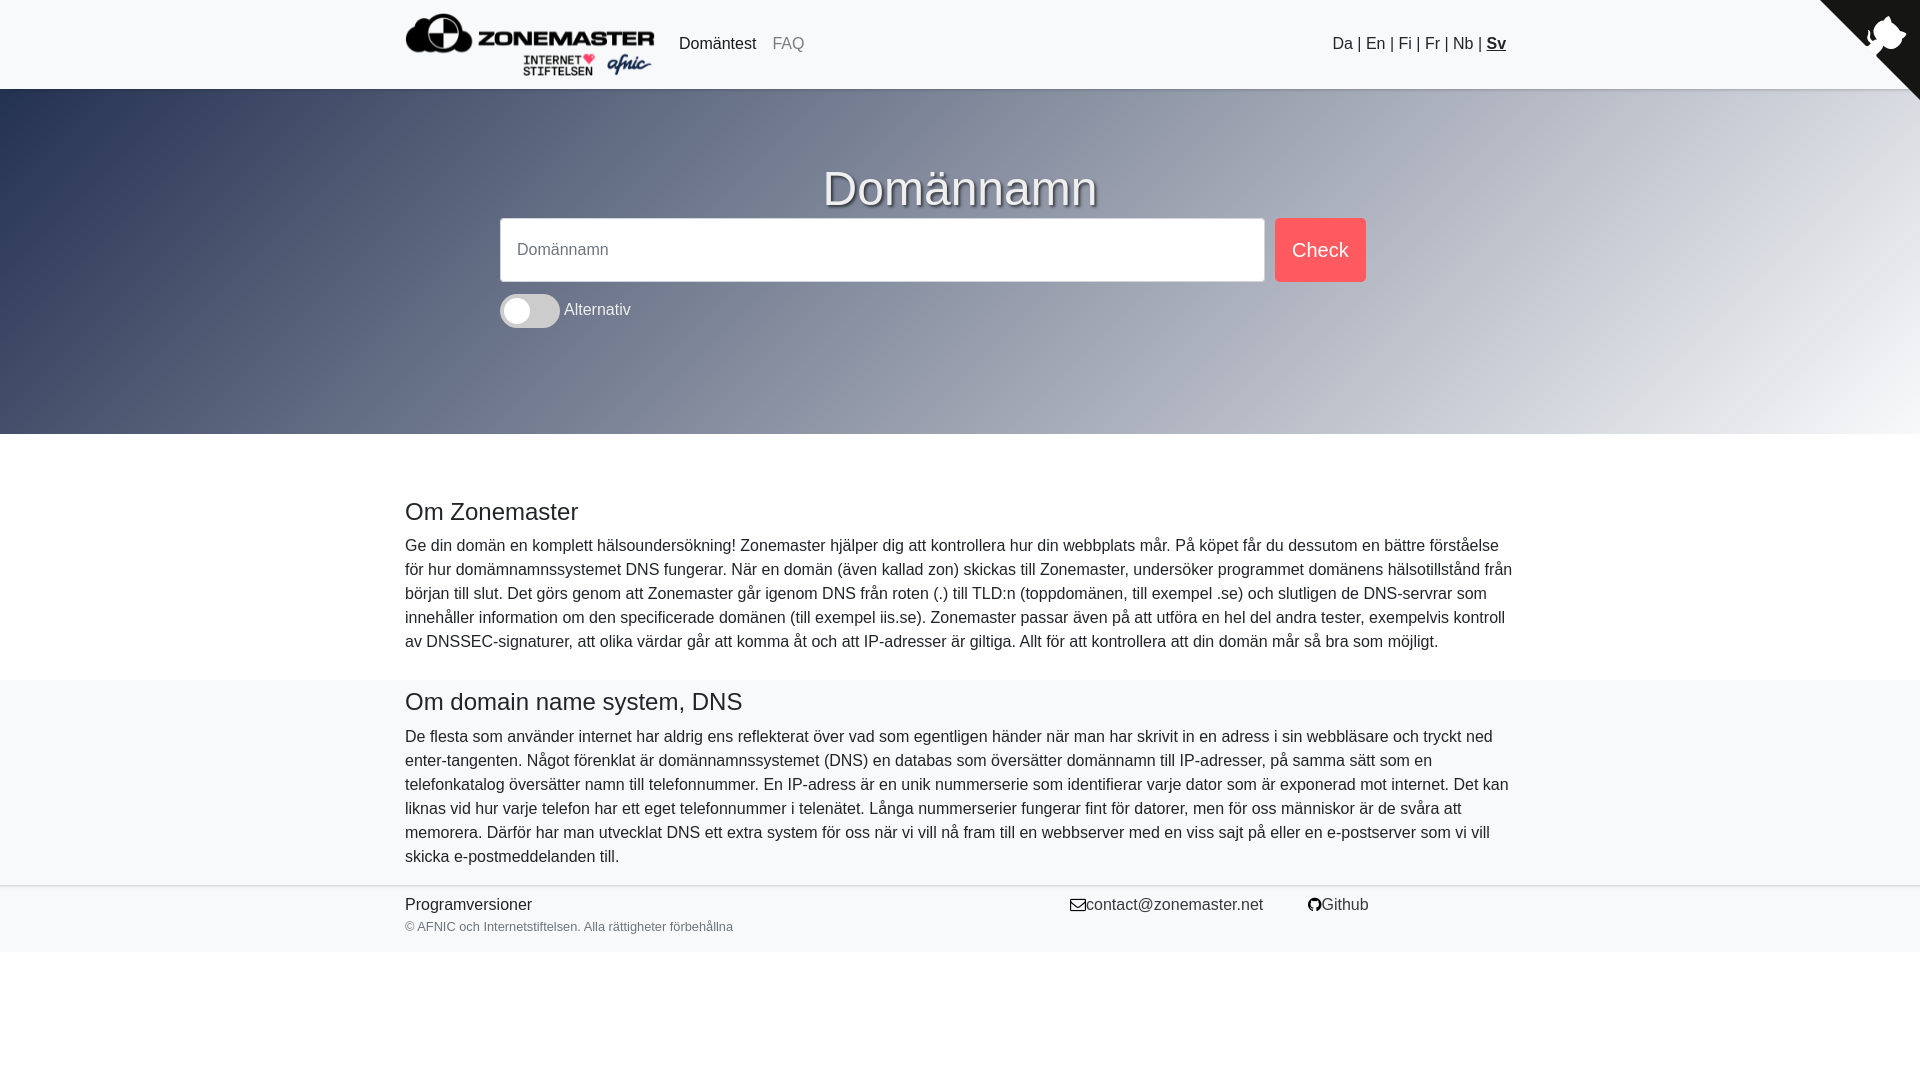 ZONEMASTER
INTERNET
STIFTELSEN afnic
Domäntest FAQ
Da | En | Fi | Fr | Nb | Sv
Domännamn
Domännamn
Check
Alternativ
Om Zonemaster
Ge din domän en komplett hälsoundersökning! Zonemaster hjälper dig att kontrollera hur din webbplats mår. På köpet får du dessutom en bättre förståelse
för hur domämnamnssystemet DNS fungerar. När en domän (även kallad zon) skickas till Zonemaster, undersöker programmet domänens hälsotillstånd från
början till slut. Det görs genom att Zonemaster går igenom DNS från roten (.) till TLD:n (toppdomänen, till exempel .se) och slutligen de DNS-servrar som
innehåller information om den specificerade domänen (till exempel iis.se). Zonemaster passar även på att utföra en hel del andra tester, exempelvis kontroll
av DNSSEC-signaturer, att olika värdar går att komma åt och att IP-adresser är giltiga. Allt för att kontrollera att din domän mår så bra som möjligt.
Om domain name system, DNS
De flesta som använder internet har aldrig ens reflekterat över vad som egentligen händer när man har skrivit in en adress i sin webbläsare och tryckt ned
enter-tangenten. Något förenklat är domännamnssystemet (DNS) en databas som översätter domännamn till IP-adresser, på samma sätt som en
telefonkatalog översätter namn till telefonnummer. En IP-adress är en unik nummerserie som identifierar varje dator som är exponerad mot internet. Det kan
liknas vid hur varje telefon har ett eget telefonnummer i telenätet. Långa nummerserier fungerar fint för datorer, men för oss människor är de svåra att
memorera. Därför har man utvecklat DNS ett extra system för oss när vi vill nå fram till en webbserver med en viss sajt på eller en e-postserver som vi vill
skicka e-postmeddelanden till.
Programversioner
contact@zonemaster.net Github
© AFNIC och Internetstiftelsen. Alla rättigheter förbehållna